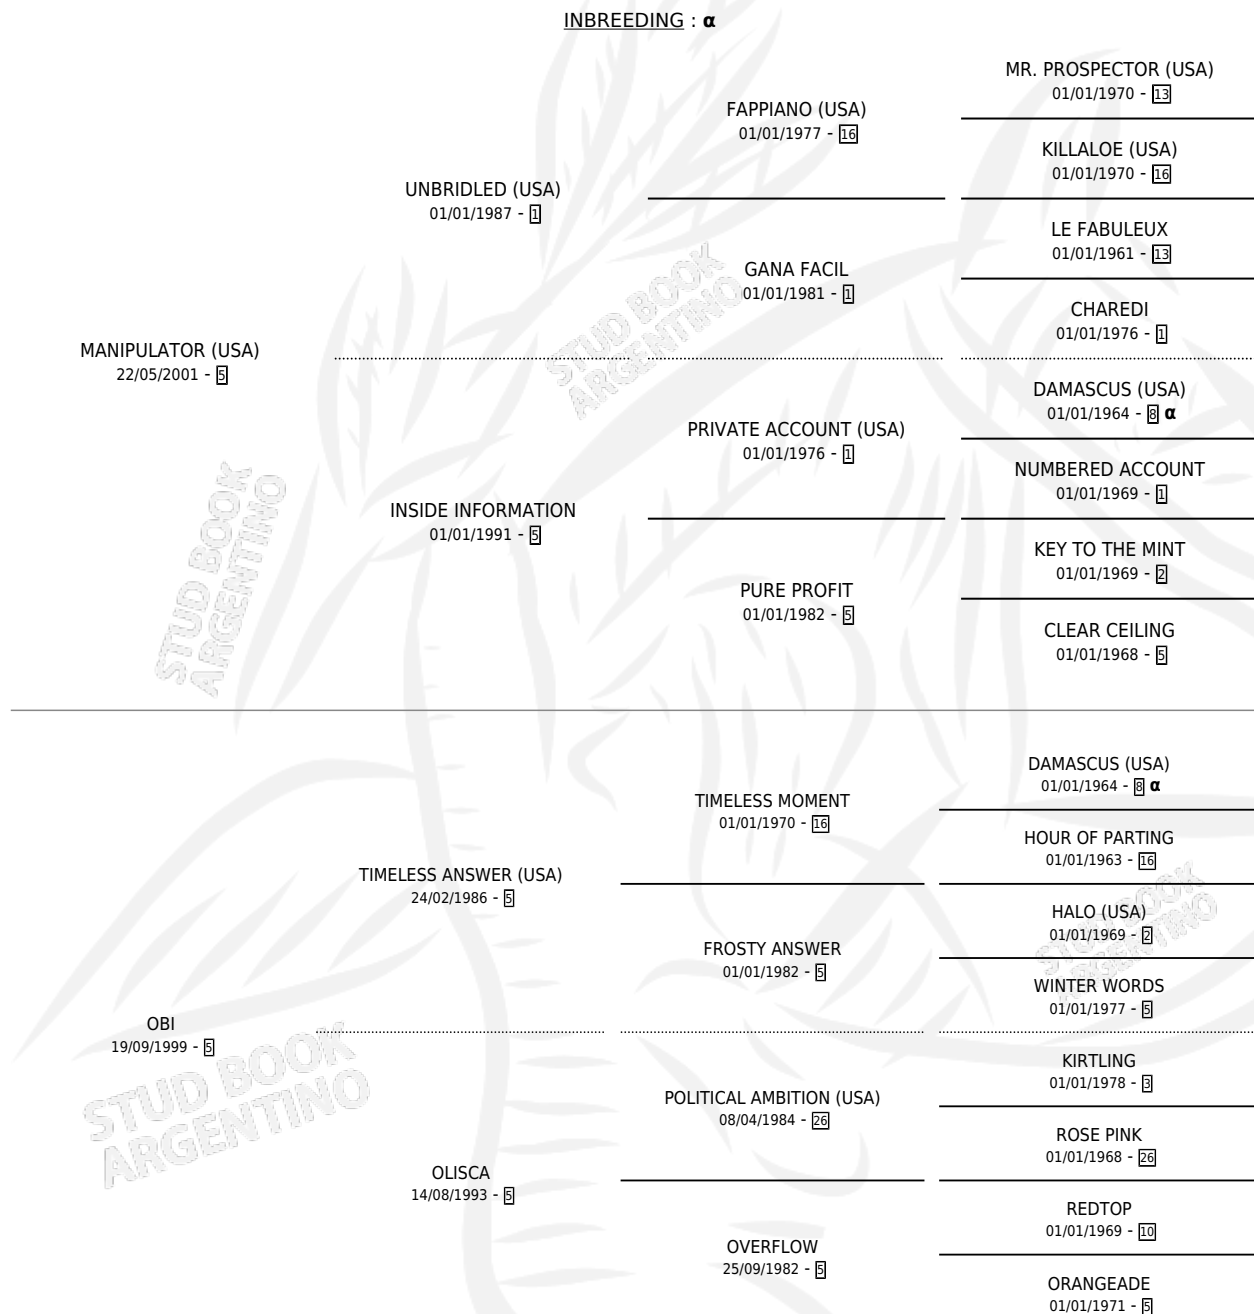 INBREEDING : α
MR. PROSPECTOR (USA)
01/01/1970 - 13
FAPPIANO (USA)
01/01/1977 - 16
KILLALOE (USA)
01/01/1970 - 16
UNBRIDLED (USA)
01/01/1987 - 1
LE FABULEUX
01/01/1961 - 13
GANA FACIL
01/01/1981 - 1
CHAREDI
01/01/1976 - 1
MANIPULATOR (USA)
22/05/2001 - 5
DAMASCUS (USA)
01/01/1964 - 8 α
PRIVATE ACCOUNT (USA)
01/01/1976 - 1
NUMBERED ACCOUNT
01/01/1969 - 1
INSIDE INFORMATION
01/01/1991 - 5
KEY TO THE MINT
01/01/1969 - 2
PURE PROFIT
01/01/1982 - 5
CLEAR CEILING
01/01/1968 - 5
DAMASCUS (USA)
01/01/1964 - 8 α
TIMELESS MOMENT
01/01/1970 - 16
HOUR OF PARTING
01/01/1963 - 16
TIMELESS ANSWER (USA)
24/02/1986 - 5
HALO (USA)
01/01/1969 - 2
FROSTY ANSWER
01/01/1982 - 5
WINTER WORDS
01/01/1977 - 5
OBI
19/09/1999 - 5
KIRTLING
01/01/1978 - 3
POLITICAL AMBITION (USA)
08/04/1984 - 26
ROSE PINK
01/01/1968 - 26
OLISCA
14/08/1993 - 5
REDTOP
01/01/1969 - 10
OVERFLOW
25/09/1982 - 5
ORANGEADE
01/01/1971 - 5
STUD BOOK
ARGENTINO
STUD BOOK
ARGENTINO
STUD BOOK
ARGENTINO
STUD BOOK
ARGENTINO